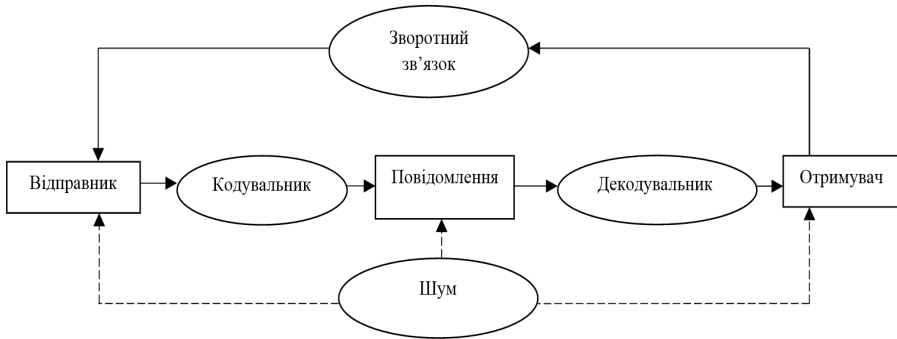 Зворотний
зв’язок
Відправник
Кодувальник
Повідомлення
Декодувальник
Отримувач
Шум